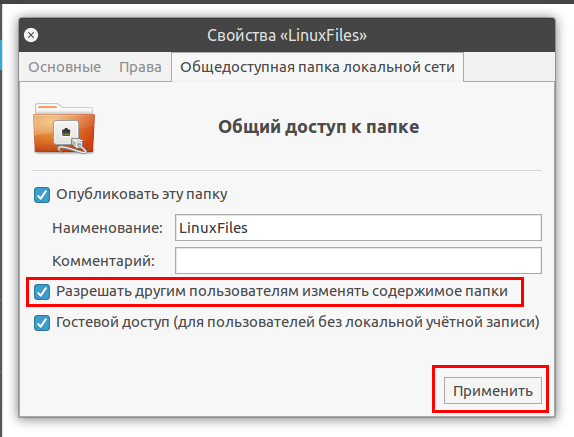 Свойства «LinuxFiles»
Основные Права Общедоступная папка локальной сети
Общий доступ к папке
Опубликовать эту папку
Наименование: LinuxFiles
Комментарий:
Разрешать другим пользователям изменять содержимое папки
Гостевой доступ (для пользователей без локальной учётной записи)
Применить